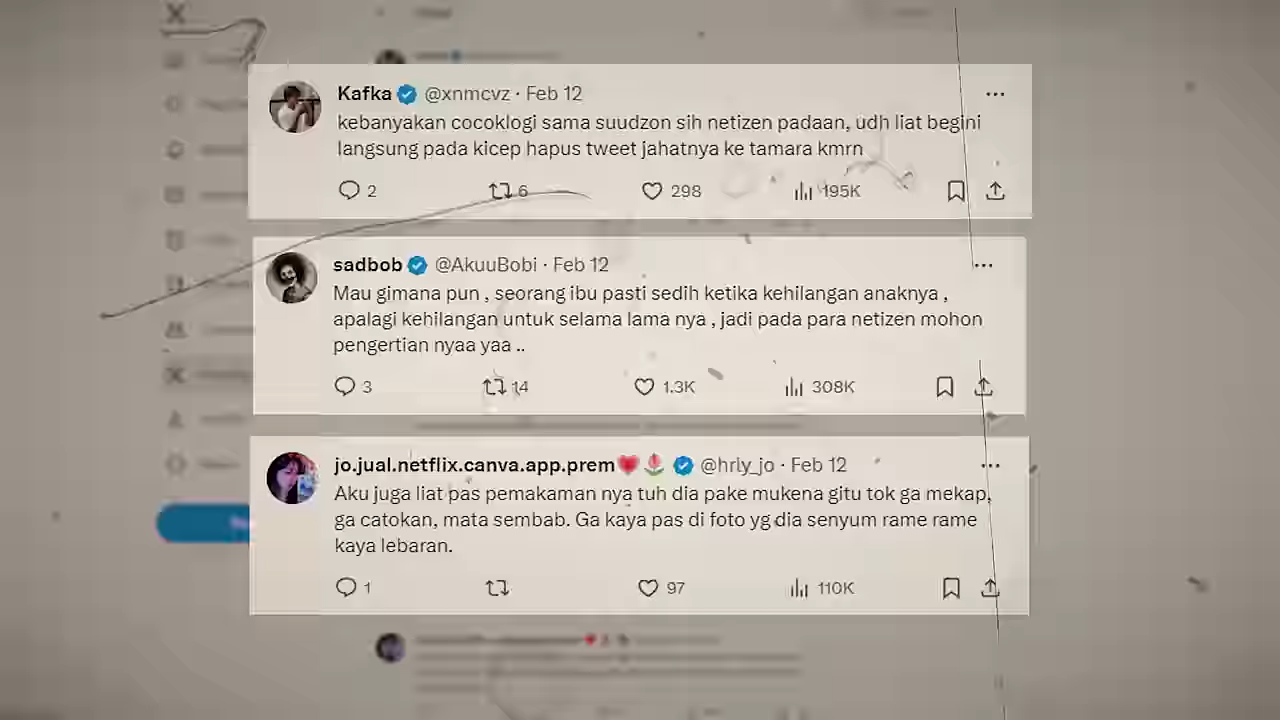 Kafka @xnmcvz · Feb 12
kebanyakan cocoklogi sama suudzon sih netizen padaan, udh liat begini
langsung pada kicep hapus tweet jahatnya ke tamara kmrn
2 6 298 195K
sadbob @AkuuBobi · Feb 12
Mau gimana pun , seorang ibu pasti sedih ketika kehilangan anaknya ,
apalagi kehilangan untuk selama lama nya , jadi pada para netizen mohon
pengertian nyaa yaa ..
3 14 1.3K 308K
jo.jual.netflix.canva.app.prem💗🌷 @hrly_jo · Feb 12
Aku juga liat pas pemakaman nya tuh dia pake mukena gitu tok ga mekap,
ga catokan, mata sembab. Ga kaya pas di foto yg dia senyum rame rame
kaya lebaran.
1 97 110K